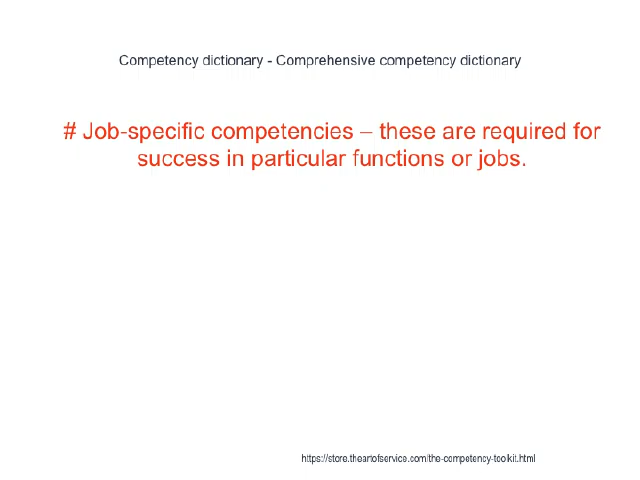 Competency dictionary - Comprehensive competency dictionary
# Job-specific competencies – these are required for
success in particular functions or jobs.
https://store.theartofservice.com/the-competency-toolkit.html